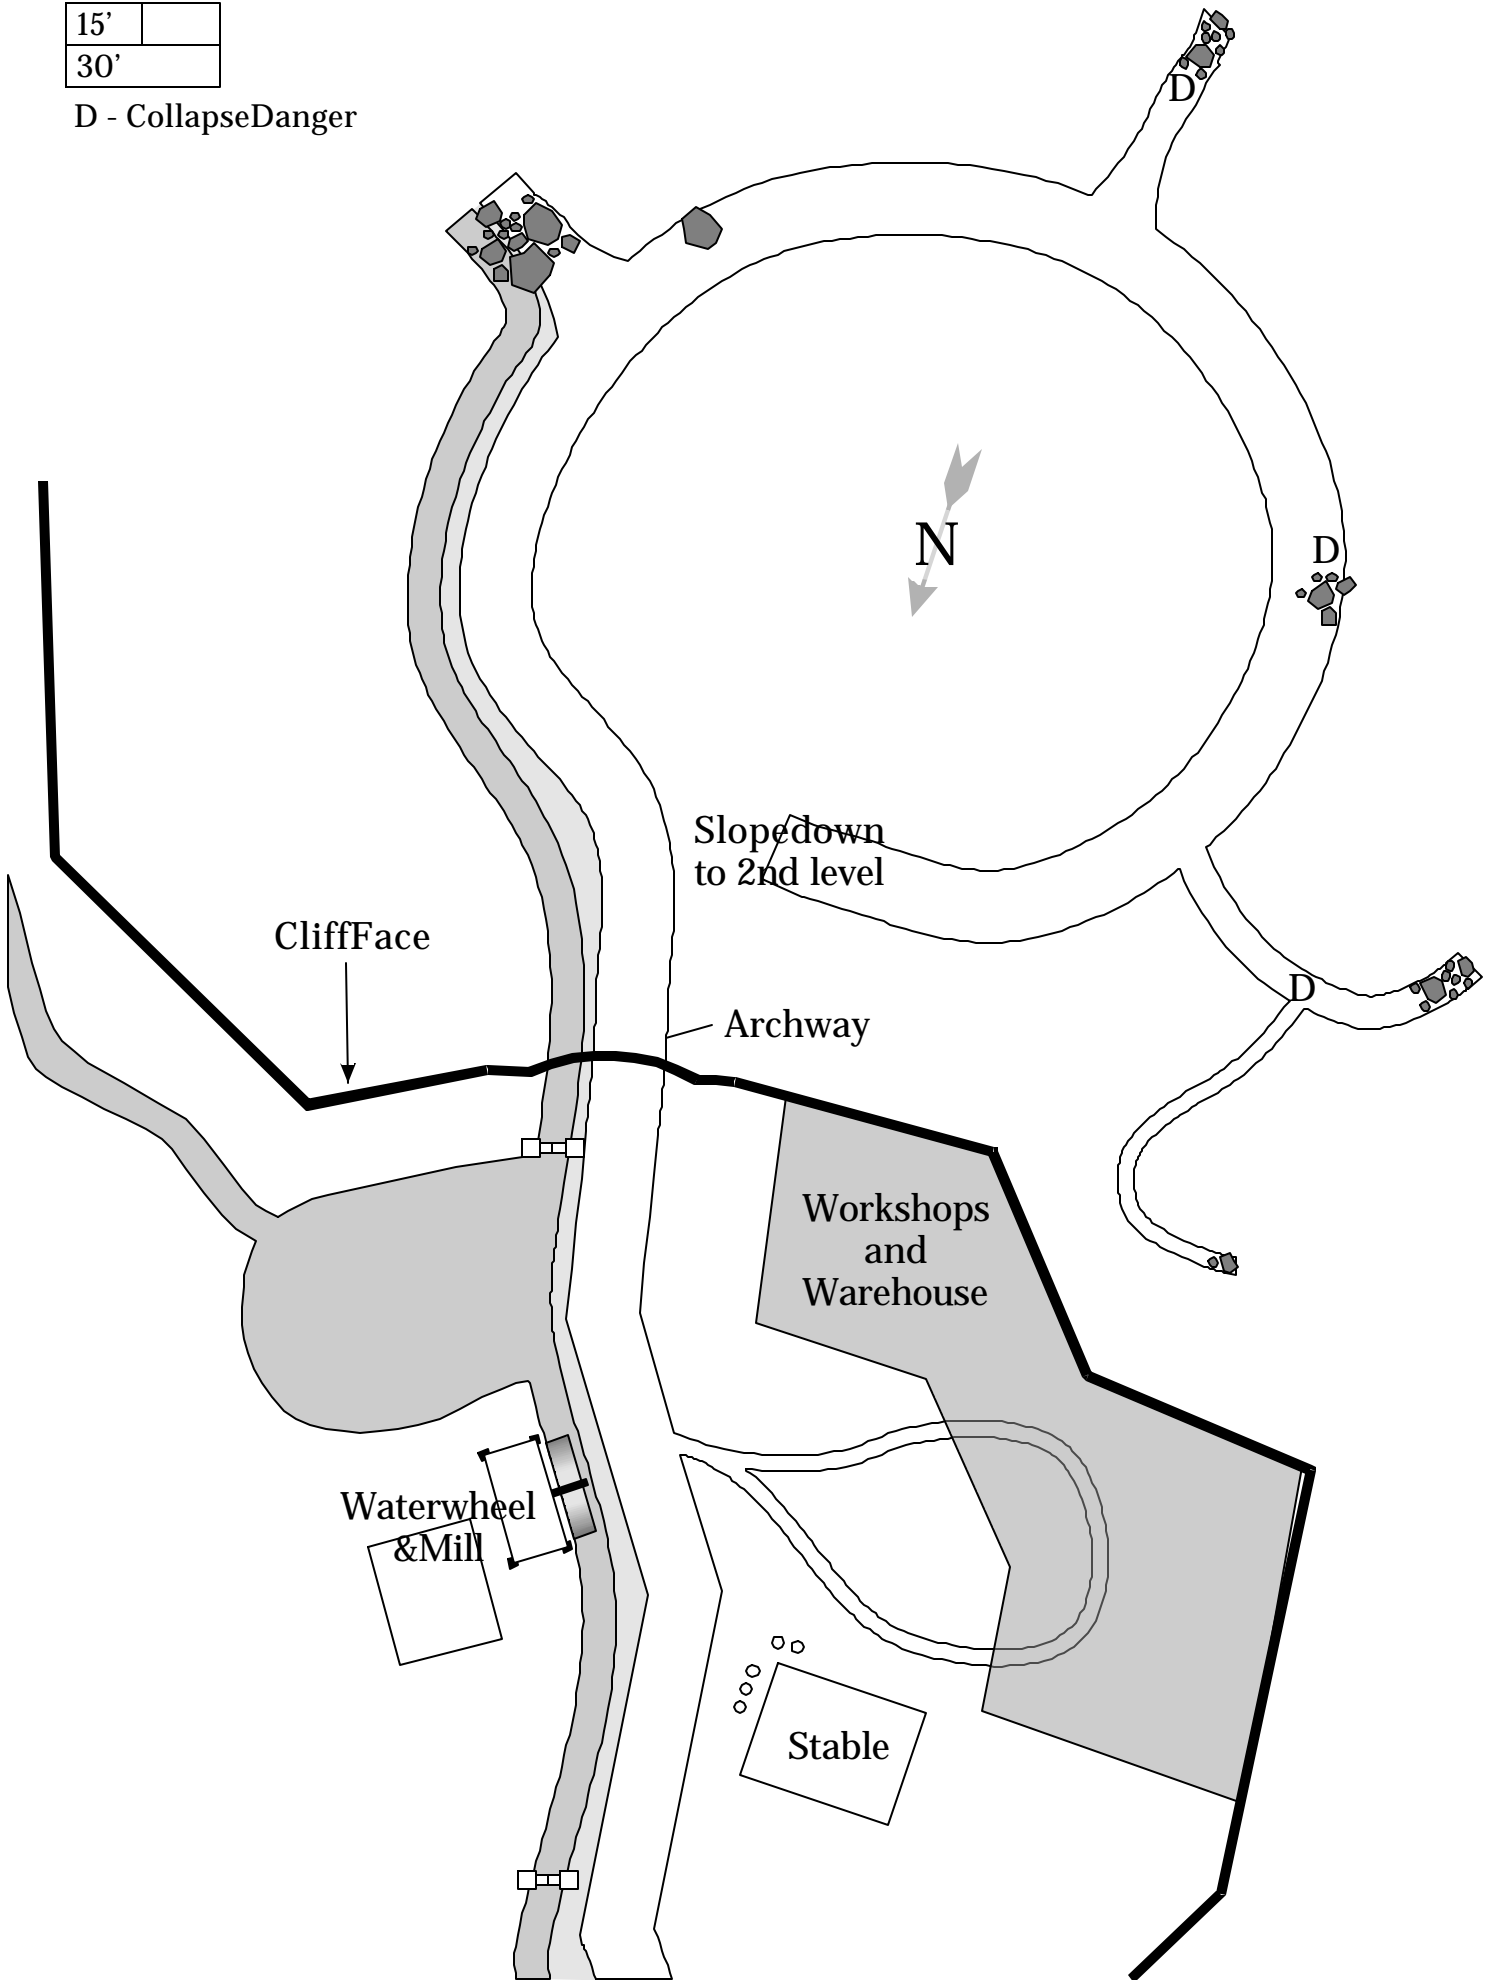 15’
30’
D - CollapseDanger
D
N
D
Slopedown
to 2nd level
CliffFace
D
Archway
Workshops
and
Warehouse
Waterwheel
&Mill
Stable